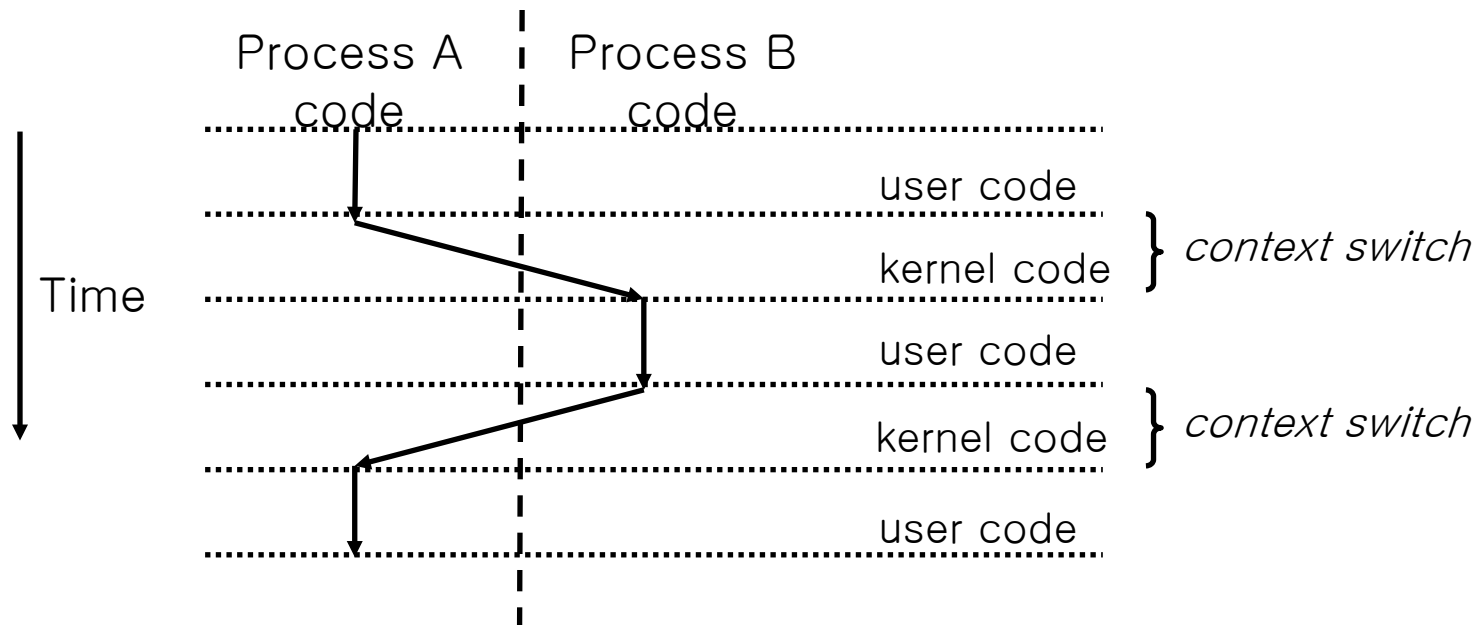 Process A
code
Process B
code
user code
context switch
kernel code
Time
user code
context switch
kernel code
user code